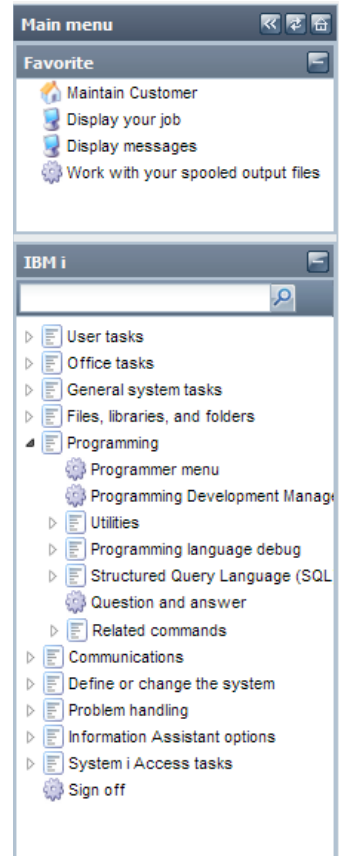 Main menu
Favorite
Maintain Customer
Display your job
Display messages
Work with your spooled output files
IBM i
User tasks
Office tasks
General system tasks
Files, libraries, and folders
Programming
Programmer menu
Programming Development Manage
Utilities
Programming language debug
Structured Query Language (SQL
Question and answer
Related commands
Communications
Define or change the system
Problem handling
Information Assistant options
System i Access tasks
Sign off